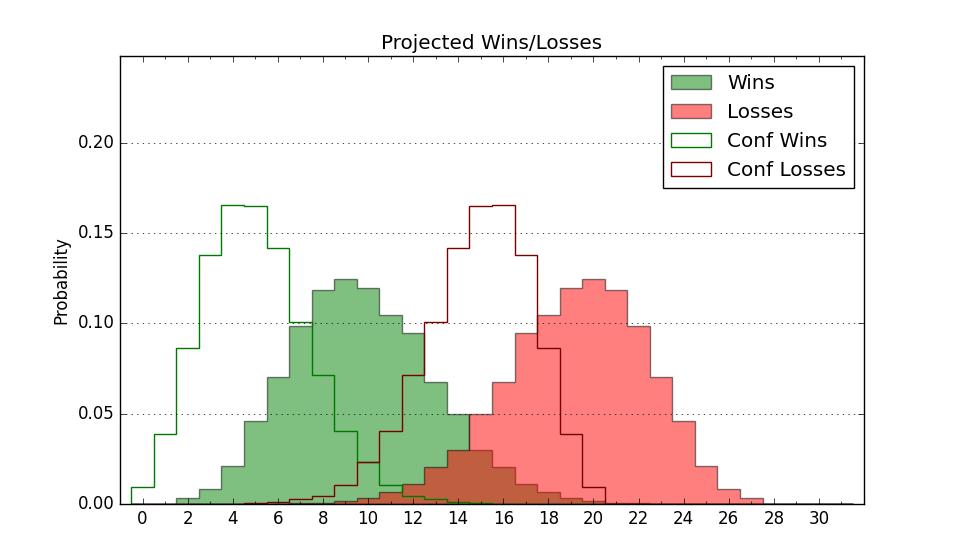 Projected Wins/Losses
Wins
Losses
Conf Wins
Conf Losses
Probability
0.20
0.15
0.10
0.05
0.00
0 2 4 6 8 10 12 14 16 18 20 22 24 26 28 30